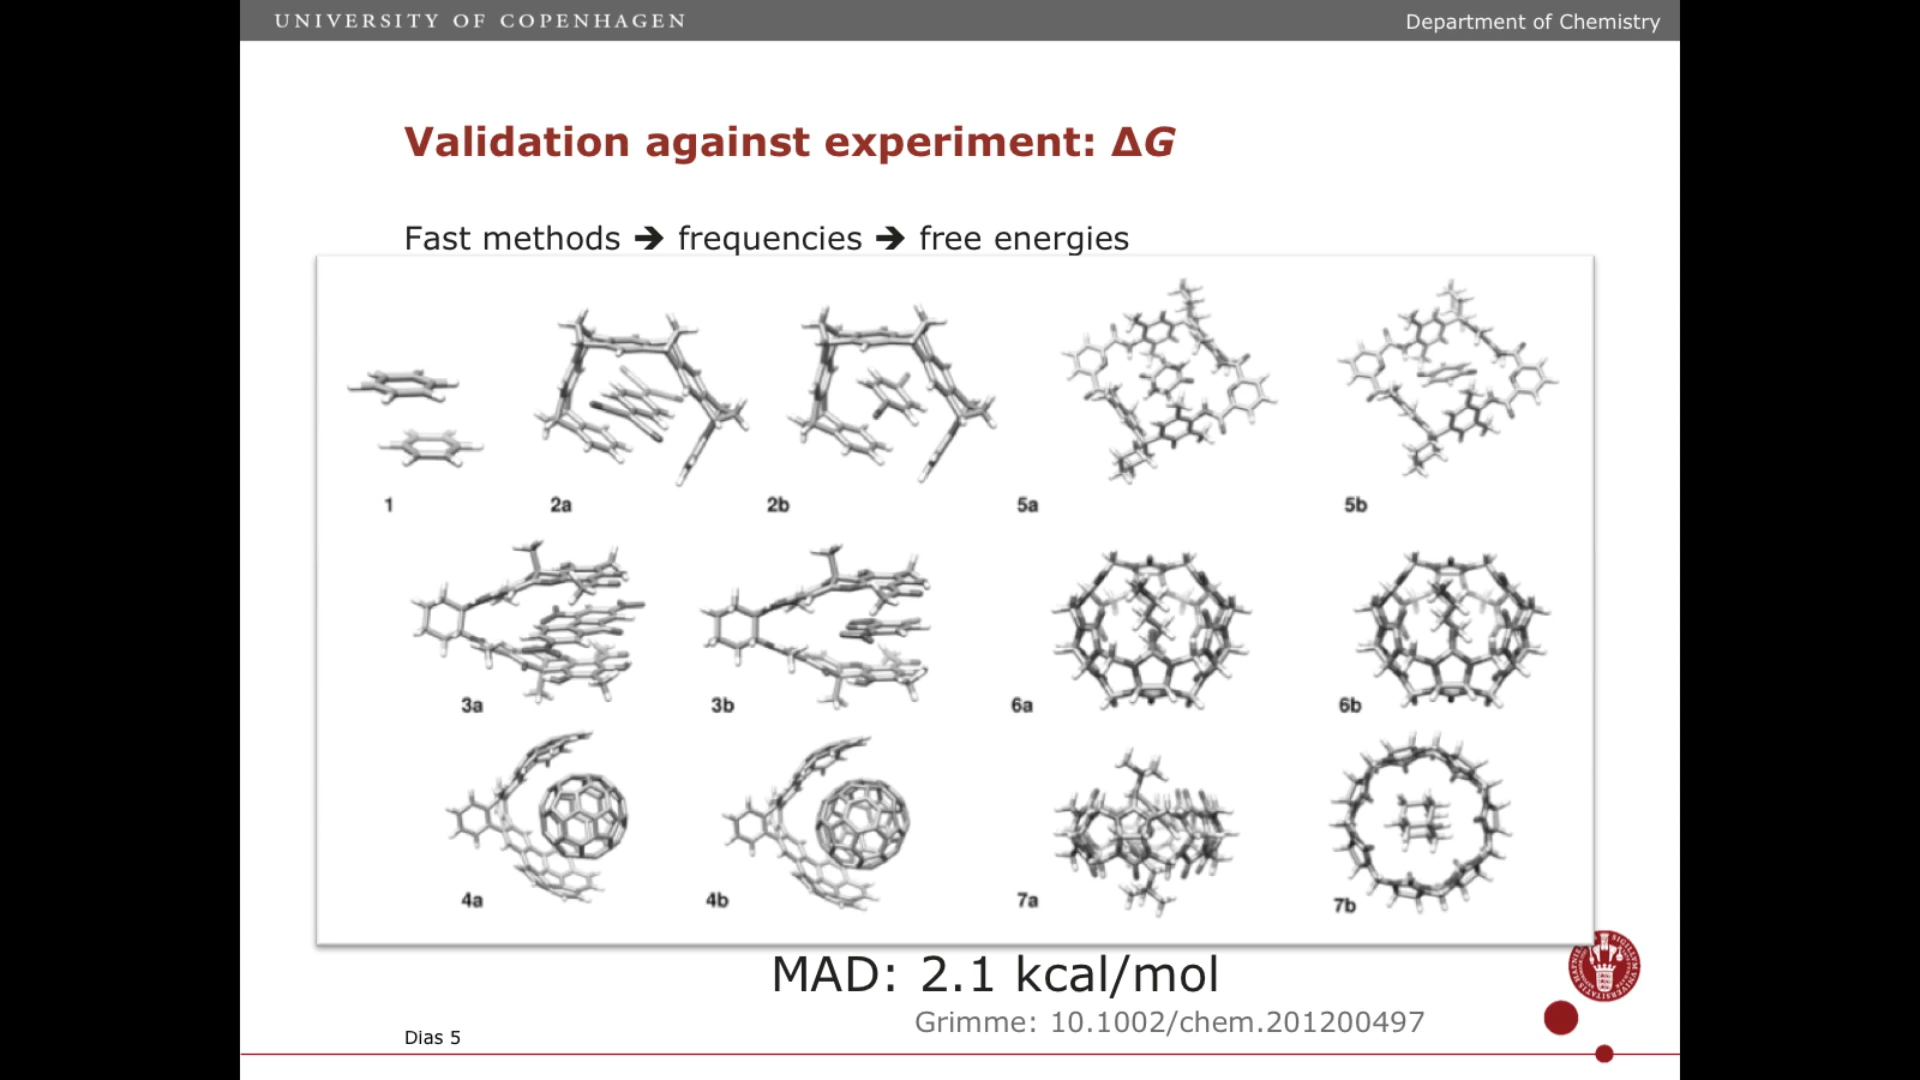 UNIVERSITY OF COPENHAGEN
Department of Chemistry
Validation against experiment: ΔG
Fast methods ➔ frequencies ➔ free energies
1
2a
2b
5a
5b
3a
3b
6a
6b
4a
4b
7a
7b
MAD: 2.1 kcal/mol
Grimme: 10.1002/chem.201200497
Dias 5